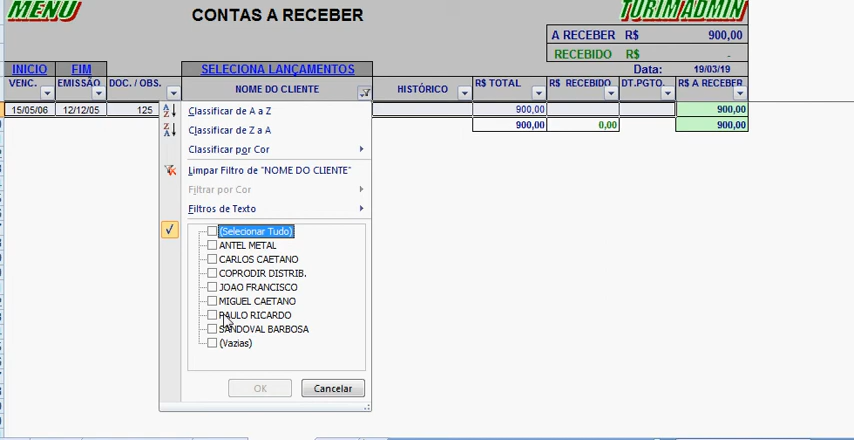 MENU
CONTAS A RECEBER
TURIM ADMIN
A RECEBER R$ 900,00
RECEBIDO R$ -
INICIO FIM SELECIONA LANÇAMENTOS Data: 19/03/19
VENC. EMISSÃO DOC. / OBS. NOME DO CLIENTE HISTÓRICO R$ TOTAL R$ RECEBIDO DT.PGTO. R$ A RECEBER
15/05/06 12/12/05 125 900,00 900,00
900,00 0,00 900,00
Classificar de A a Z
Classificar de Z a A
Classificar por Cor
Limpar Filtro de "NOME DO CLIENTE"
Filtrar por Cor
Filtros de Texto
(Selecionar Tudo)
ANTEL METAL
CARLOS CAETANO
COPRODIR DISTRIB.
JOAO FRANCISCO
MIGUEL CAETANO
PAULO RICARDO
SANDOVAL BARBOSA
(Vazias)
OK Cancelar